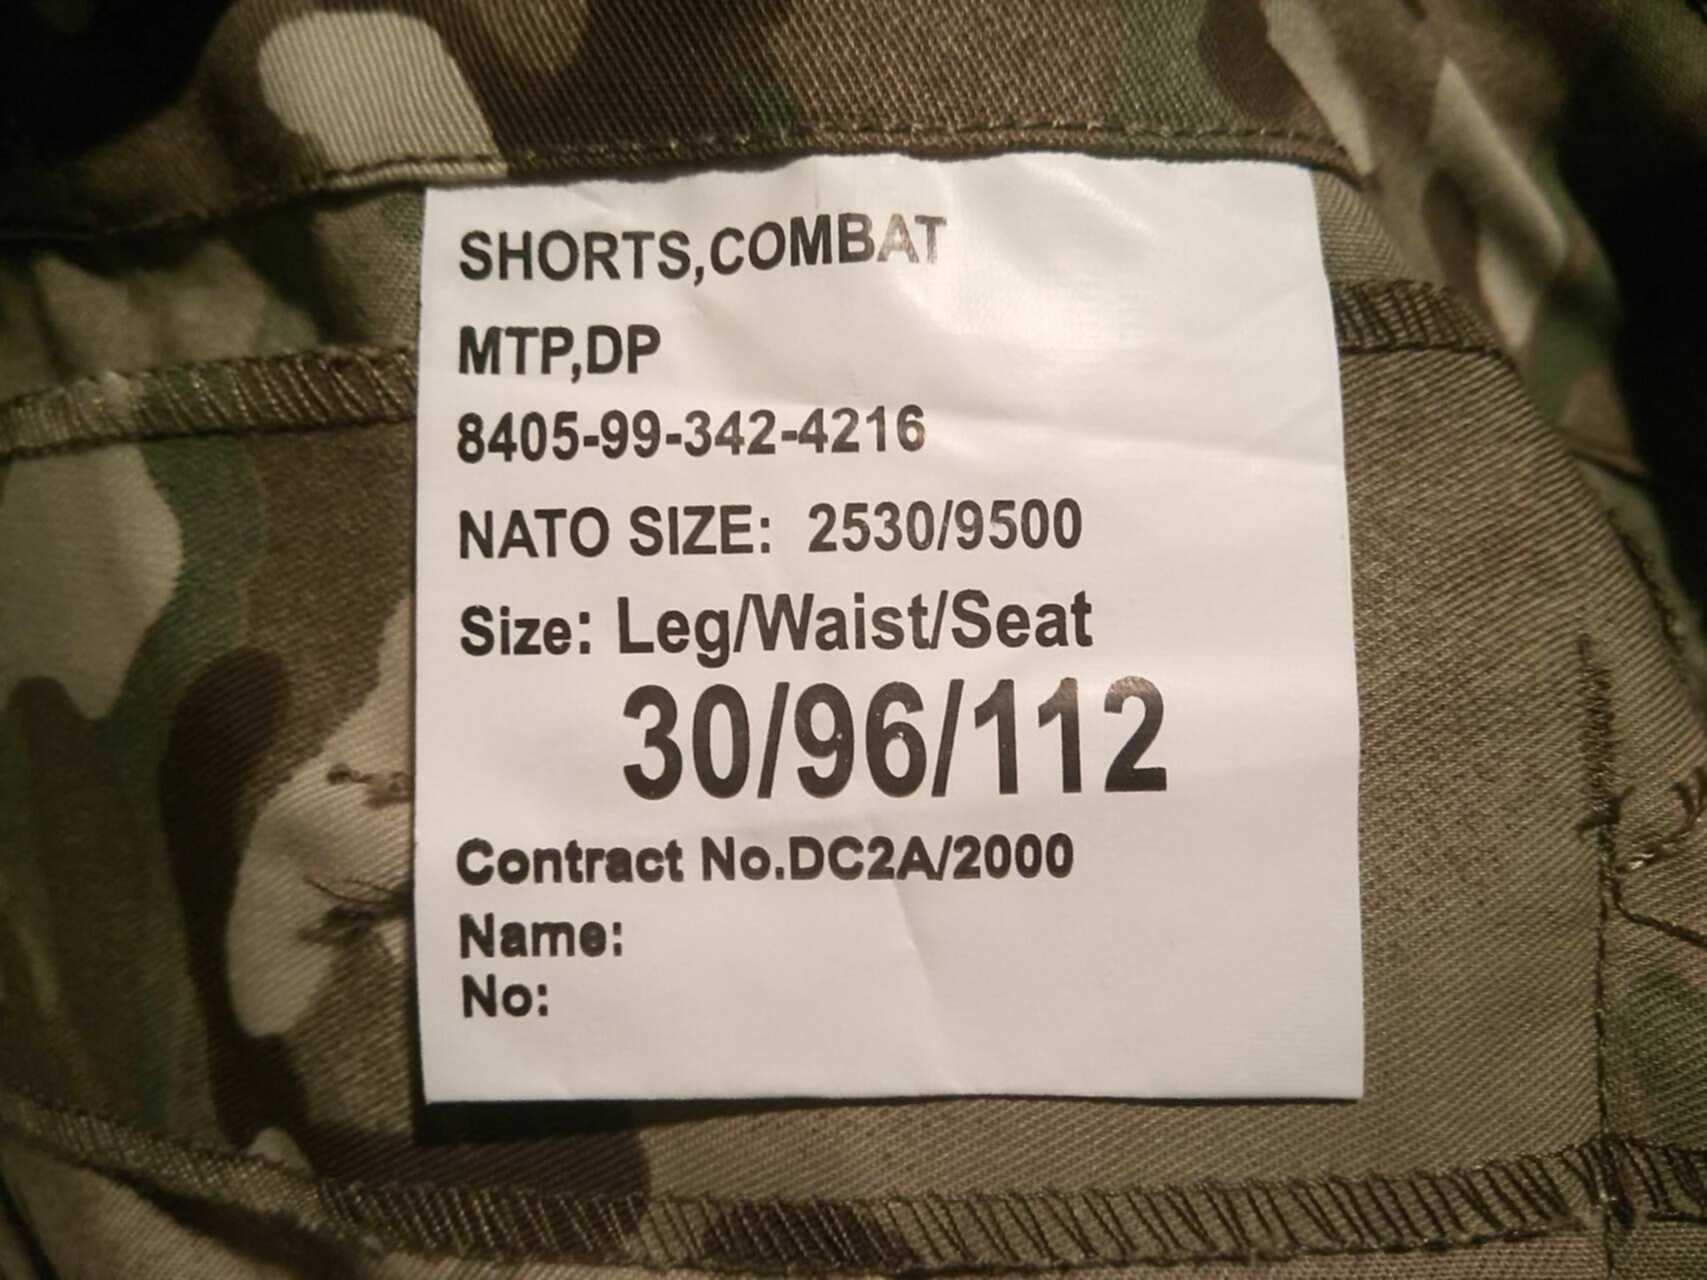 SHORTS,COMBAT
MTP,DP
8405-99-342-4216
NATO SIZE: 2530/9500
Size: Leg/Waist/Seat
30/96/112
Contract No.DC2A/2000
Name:
No: